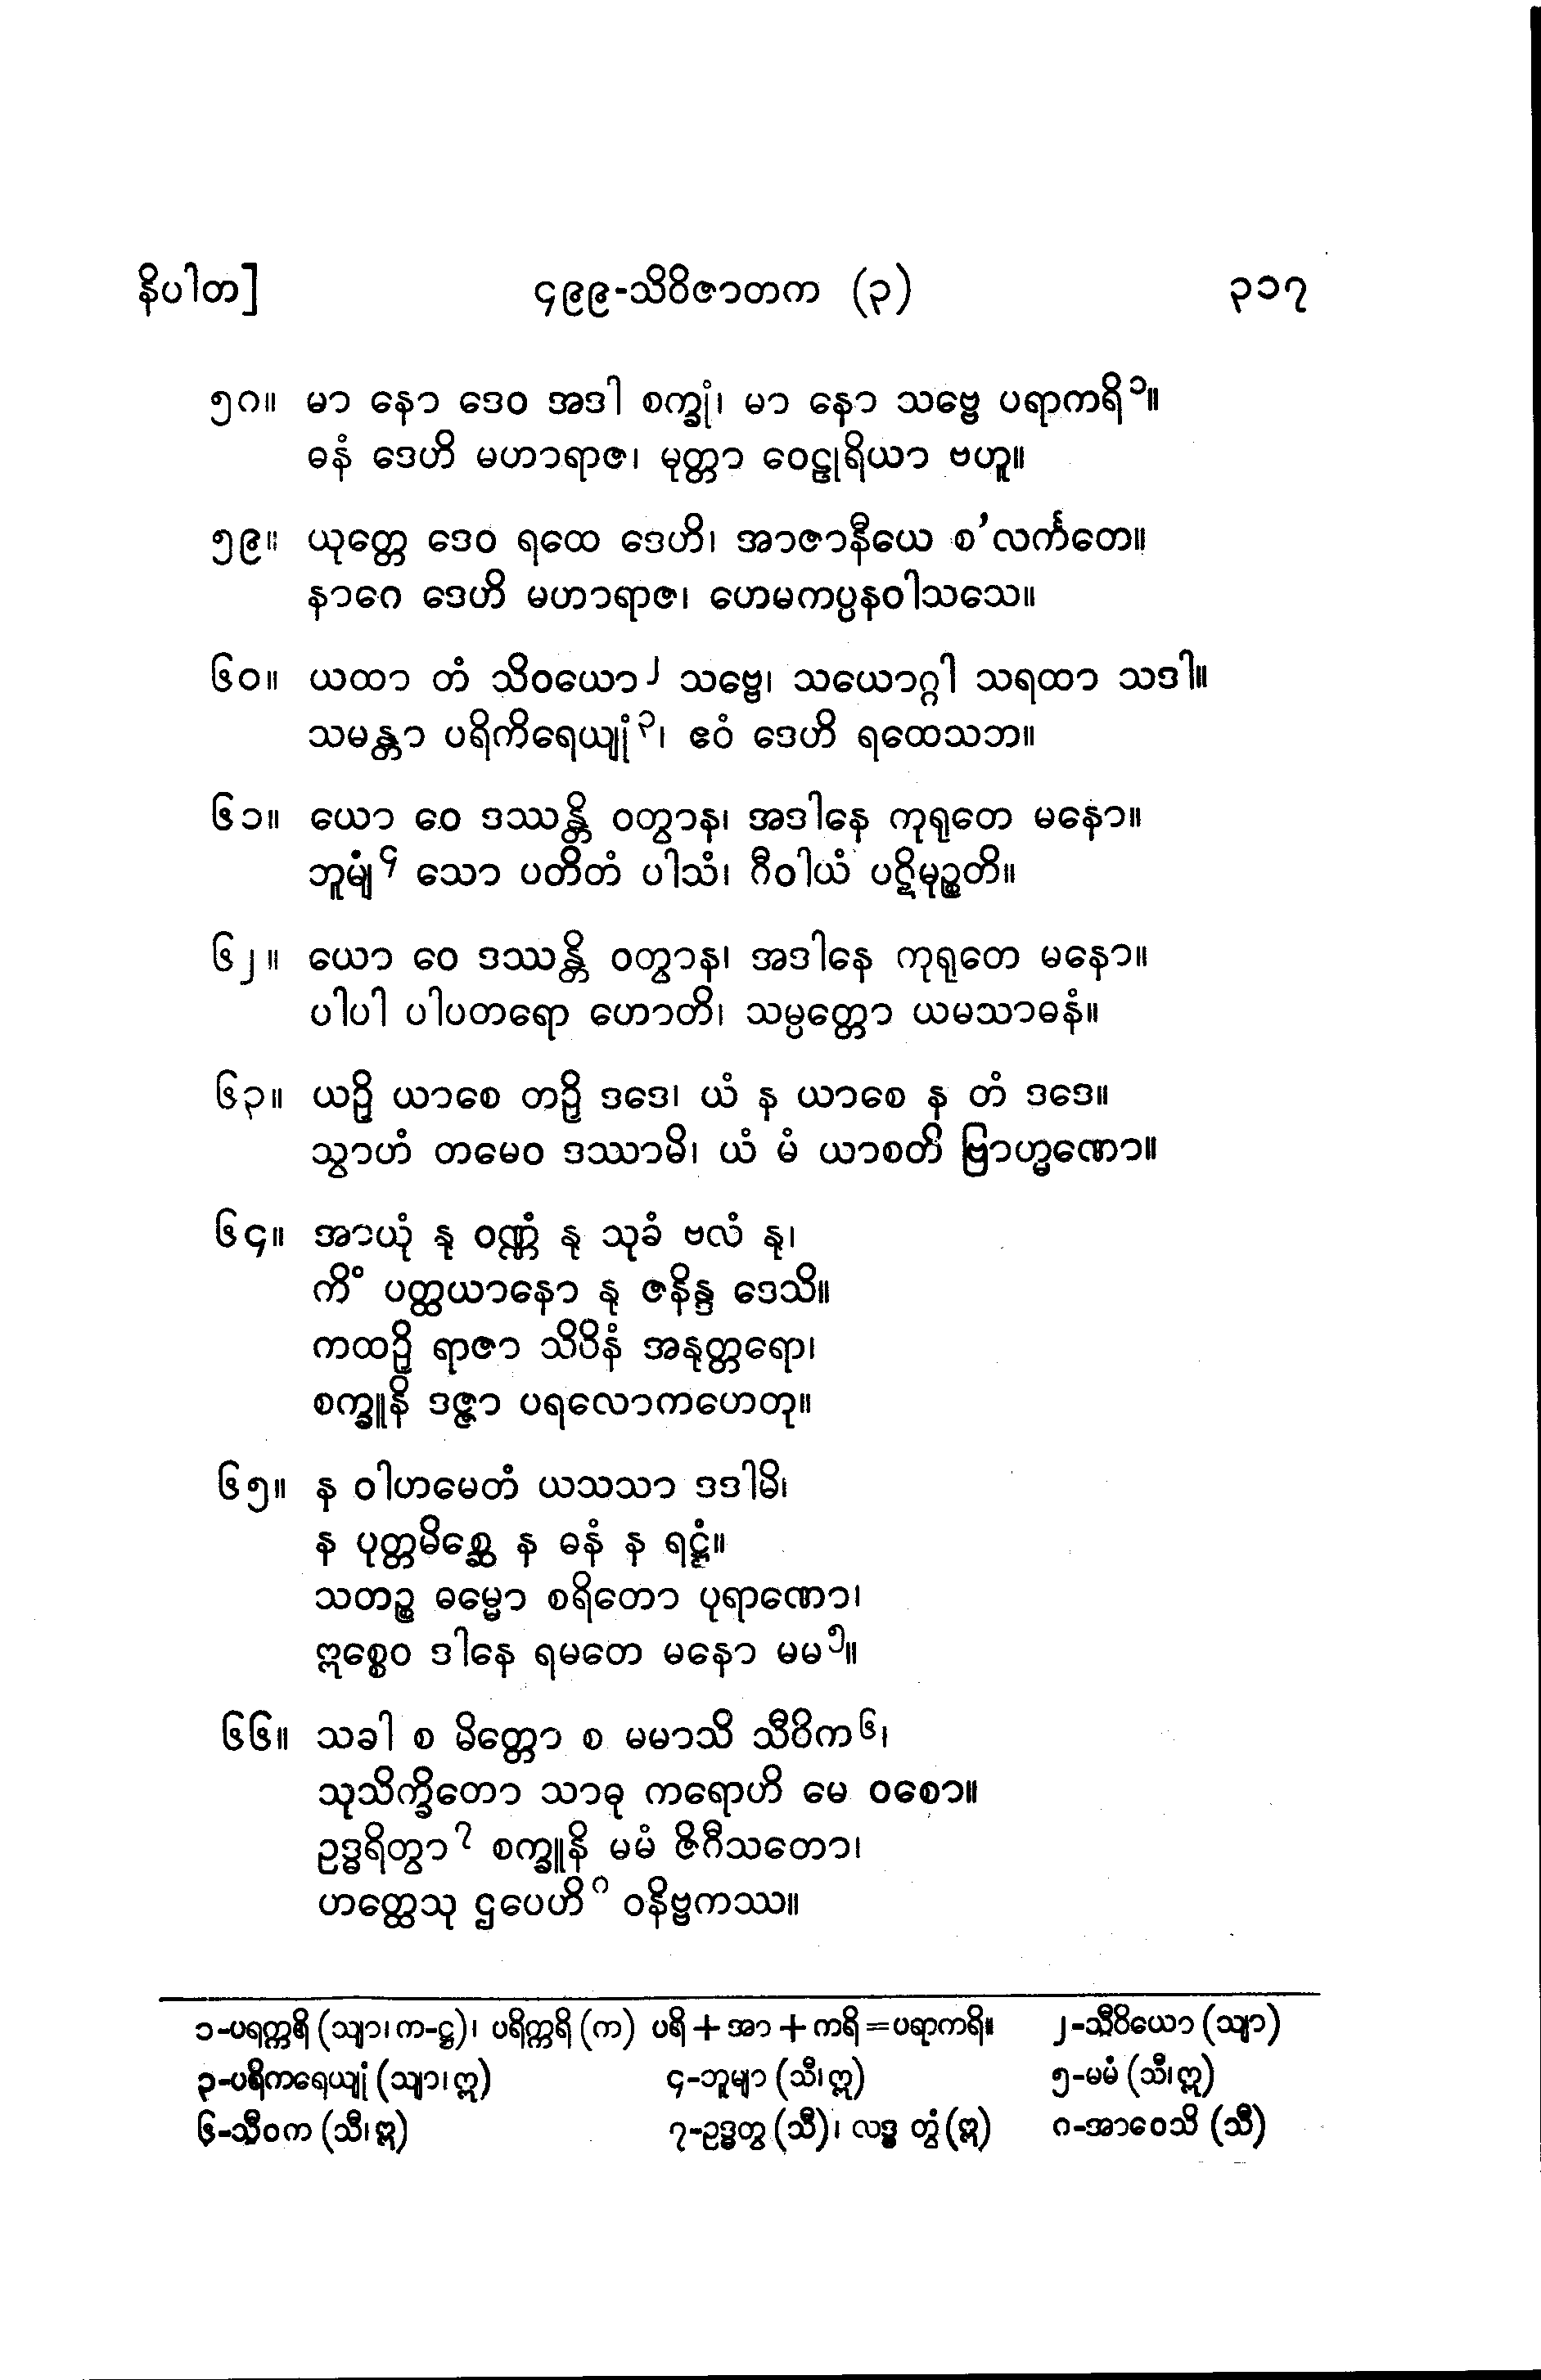 နိပါတ] ၄၉၉-သိဝိဇာတက (၃) ၃၁၇
၅၈။ မာ နော ဒေဝ အဒါ စက္ခုံ၊ မာ နော သဗ္ဗေ ပရာကရိ၁။
ဓနံ ဒေဟိ မဟာရာဇ၊ မုတ္တာ ဝေဠုရိယာ ဗဟူ။
၅၉။ ယုတ္တေ ဒေဝ ရထေ ဒေဟိ၊ အာဇာနီယေ စ’လင်္ကတေ။
နာဂေ ဒေဟိ မဟာရာဇ၊ ဟေမကပ္ပနဝါသသေ။
၆၀။ ယထာ တံ သိဝယော၂ သဗ္ဗေ၊ သယောဂ္ဂါ သရထာ သဒါ။
သမန္တာ ပရိကိရေယျုံ၃၊ ဧဝံ ဒေဟိ ရထေသဘ။
၆၁။ ယော ဝေ ဒဿန္တိ ဝတွာန၊ အဒါနေ ကုရုတေ မနော။
ဘူမျံ၄ သော ပတိတံ ပါသံ၊ ဂီဝါယံ ပဋိမုဉ္စတိ။
၆၂။ ယော ဝေ ဒဿန္တိ ဝတွာန၊ အဒါနေ ကုရုတေ မနော။
ပါပါ ပါပတရော ဟောတိ၊ သမ္ပတ္တော ယမသာဓနံ။
၆၃။ ယဉှိ ယာစေ တဉှိ ဒဒေ၊ ယံ န ယာစေ န တံ ဒဒေ။
သွာဟံ တမေဝ ဒဿာမိ၊ ယံ မံ ယာစတိ ဗြာဟ္မဏော။
၆၄။ အာယုံ နု ဝဏ္ဏံ နု သုခံ ဗလံ နု၊
ကိံ ပတ္ထယာနော နု ဇနိန္ဒ ဒေသိ။
ကထဉှိ ရာဇာ သိဝိနံ အနုတ္တရော၊
စက္ခူနိ ဒဇ္ဇာ ပရလောကဟေတု။
၆၅။ န ဝါဟမေတံ ယသသာ ဒဒါမိ၊
န ပုတ္တမိစ္ဆေ န ဓနံ န ရဋ္ဌံ။
သတဉ္စ ဓမ္မော စရိတော ပုရာဏော၊
ဣစ္စေဝ ဒါနေ ရမတေ မနော မမ၅။
၆၆။ သခါ စ မိတ္တော စ မမာသိ သီဝိက၆၊
သုသိက္ခိတော သာဓု ကရောဟိ မေ ဝစော။
ဥဒ္ဓရိတွာ၇ စက္ခူနိ မမံ ဇိဂီသတော၊
ဟတ္ထေသု ဌပေဟိ၈ ဝနိဗ္ဗကဿ။
၁-ပရက္ကရိ (သျာ၊ က-ဋ္ဌ)၊ ပရိက္ကရိ (က) ပရိ+အာ+ကရိ=ပရာကရိ။ ၂-သီဝိယော (သျာ)
၃-ပရိကရေယျုံ (သျာ၊ ဣ) ၄-ဘူမျာ (သီ၊ ဣ) ၅-မမံ (သီ၊ ဣ)
၆-သီဝက (သီ၊ ဣ) ၇-ဥဒ္ဓတွ (သီ)၊ လဒ္ဓ တွံ (ဣ) ၈-အာဝေသိ (သီ)